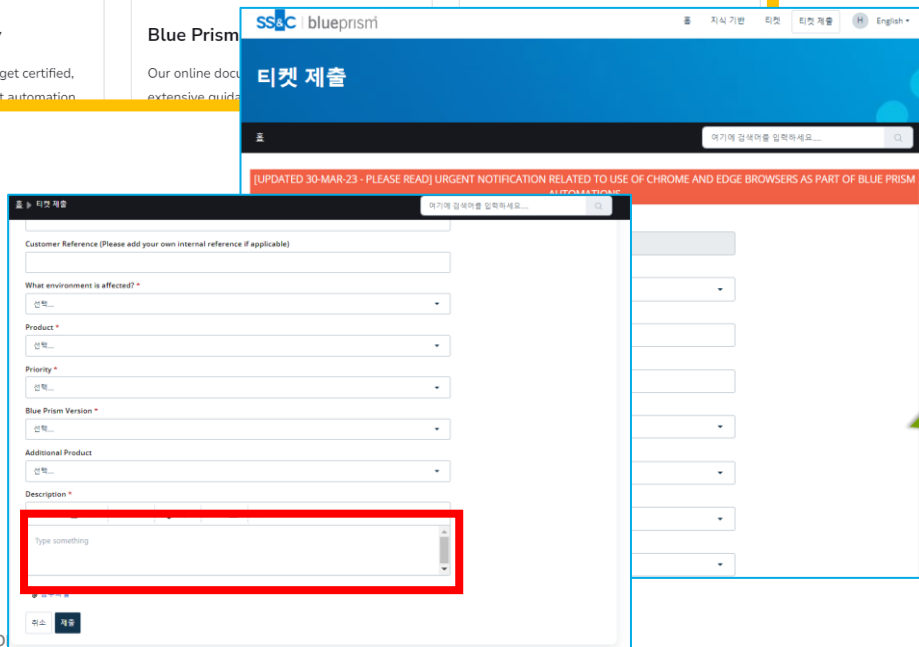 Blue Prism
get certified,
Our online docu
t automation
extensive guida
SS&C | blueprism
홈 지식 기반 티켓 티켓 제출 H English
티켓 제출
홈
여기에 검색어를 입력하세요....
[UPDATED 30-MAR-23 - PLEASE READ] URGENT NOTIFICATION RELATED TO USE OF CHROME AND EDGE BROWSERS AS PART OF BLUE PRISM
AUTOMATIONS
홈 티켓 제출
여기에 검색어를 입력하세요....
Customer Reference (Please add your own internal reference if applicable)
What environment is affected? *
선택...
Product *
선택...
Priority *
선택...
Blue Prism Version *
선택...
Additional Product
선택...
Description *
Type something
취소 제출